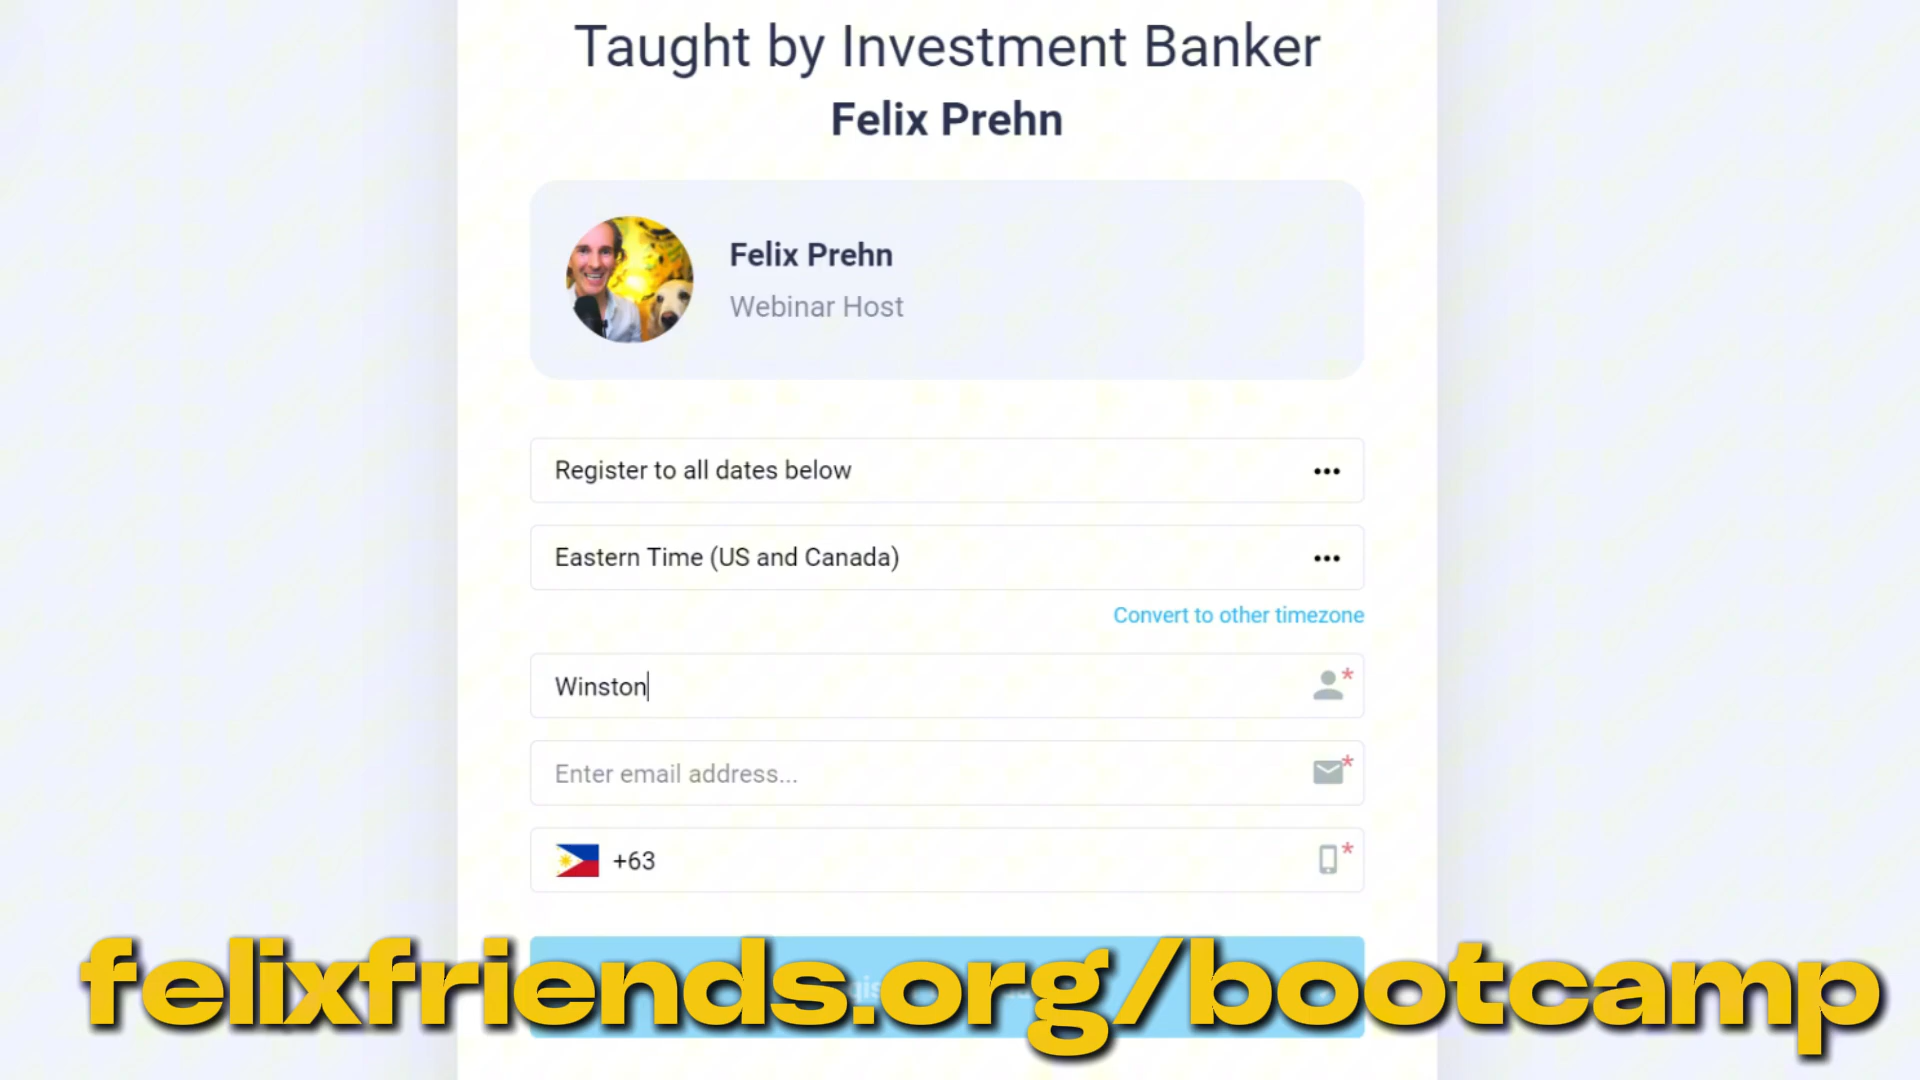 Taught by Investment Banker
Felix Prehn
Felix Prehn
Webinar Host
Register to all dates below
Eastern Time (US and Canada)
Convert to other timezone
Winston
*
Enter email address...
*
+63
*
felixfriends.org/bootcamp